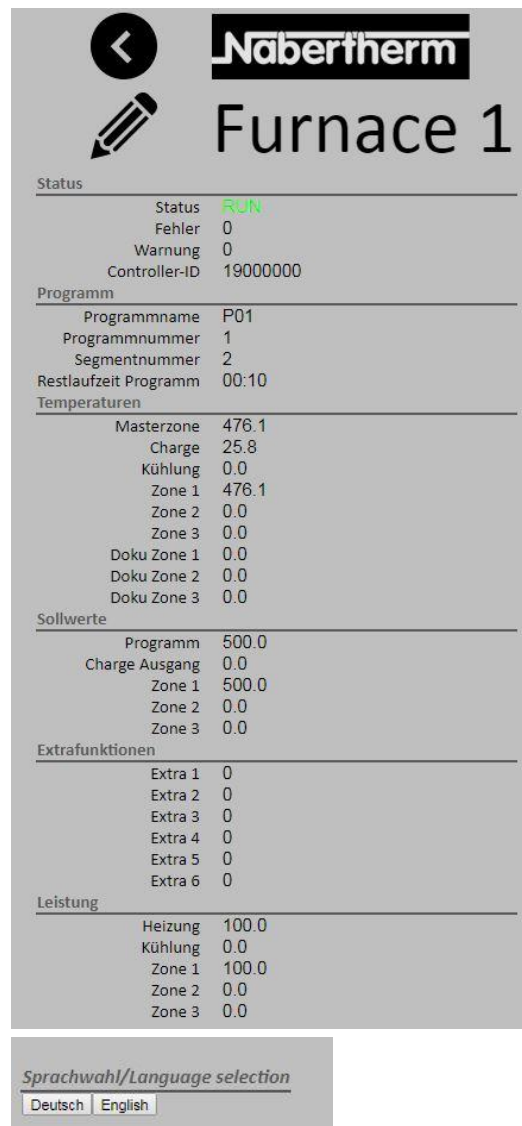 Nabertherm
Furnace 1
Status
Status RUN
Fehler 0
Warnung 0
Controller-ID 19000000
Programm
Programmname P01
Programmnummer 1
Segmentnummer 2
Restlaufzeit Programm 00:10
Temperaturen
Masterzone 476.1
Charge 25.8
Kühlung 0.0
Zone 1 476.1
Zone 2 0.0
Zone 3 0.0
Doku Zone 1 0.0
Doku Zone 2 0.0
Doku Zone 3 0.0
Sollwerte
Programm 500.0
Charge Ausgang 0.0
Zone 1 500.0
Zone 2 0.0
Zone 3 0.0
Extrafunktionen
Extra 1 0
Extra 2 0
Extra 3 0
Extra 4 0
Extra 5 0
Extra 6 0
Leistung
Heizung 100.0
Kühlung 0.0
Zone 1 100.0
Zone 2 0.0
Zone 3 0.0
Sprachwahl/Language selection
Deutsch English